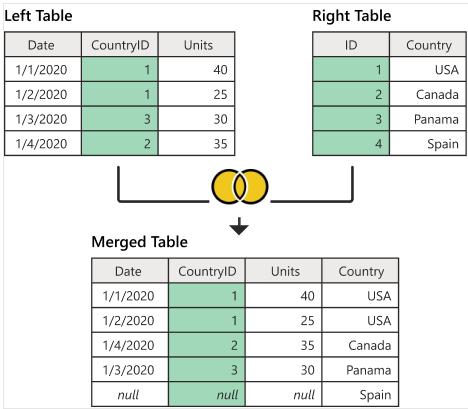 Left Table
Date CountryID Units
1/1/2020 1 40
1/2/2020 1 25
1/3/2020 3 30
1/4/2020 2 35
Right Table
ID Country
1 USA
2 Canada
3 Panama
4 Spain
Merged Table
Date CountryID Units Country
1/1/2020 1 40 USA
1/2/2020 1 25 USA
1/4/2020 2 35 Canada
1/3/2020 3 30 Panama
null null null Spain